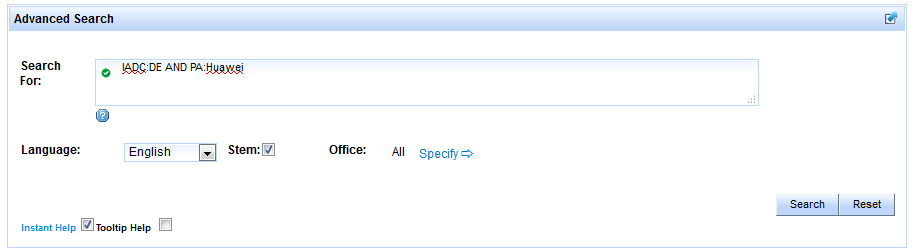 Advanced Search
Search For:
IADC:DE AND PA:Huawei
Language:
English
Stem:
Office:
All
Specify
Search
Reset
Instant Help
Tooltip Help